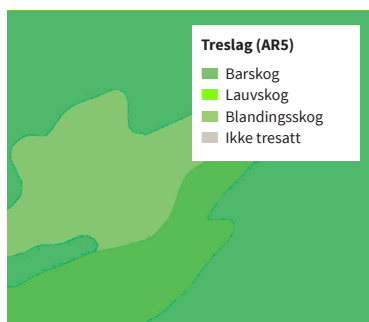 Treslag (AR5)
Barskog
Lauvskog
Blandingsskog
Ikke tresatt